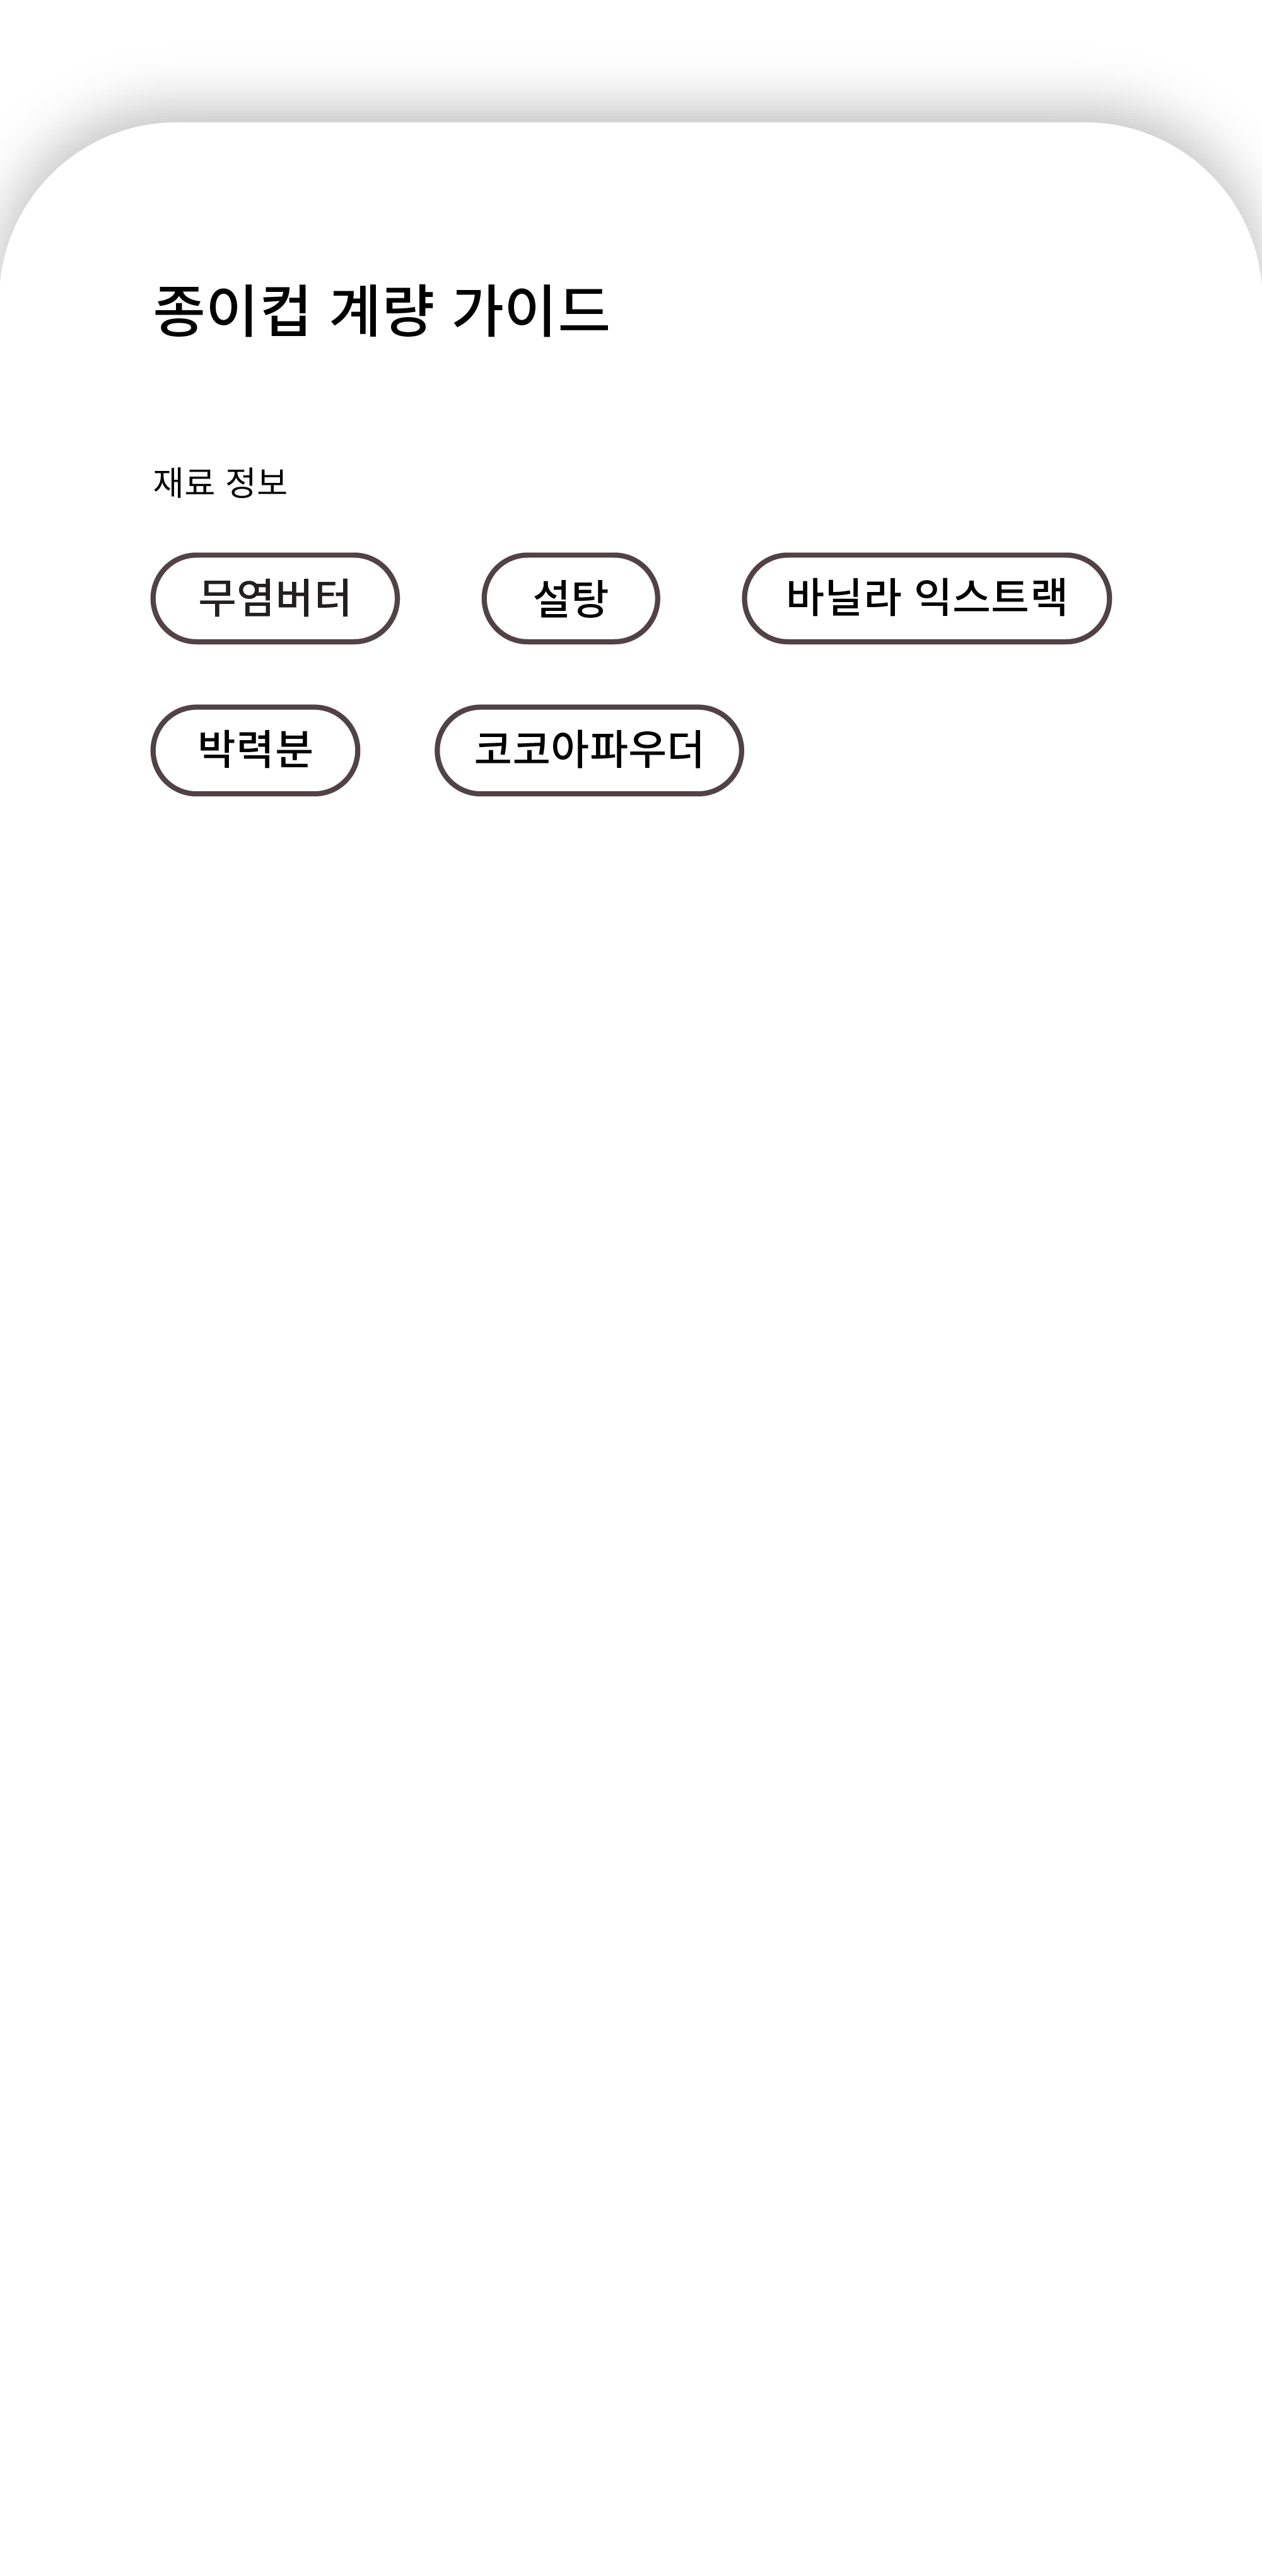 종이컵 계량 가이드
재료 정보
무염버터 설탕 바닐라 익스트랙
박력분 코코아파우더